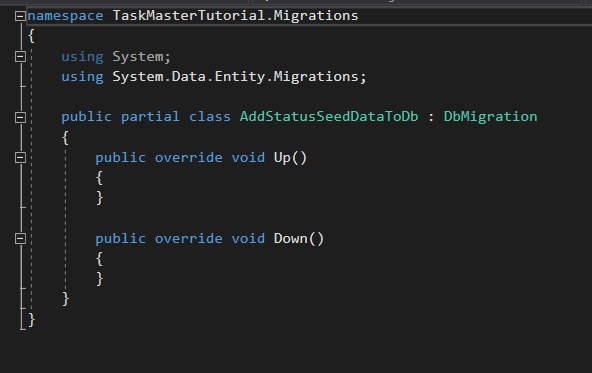 namespace TaskMasterTutorial.Migrations
{
    using System;
    using System.Data.Entity.Migrations;

    public partial class AddStatusSeedDataToDb : DbMigration
    {
        public override void Up()
        {
        }

        public override void Down()
        {
        }
    }
}